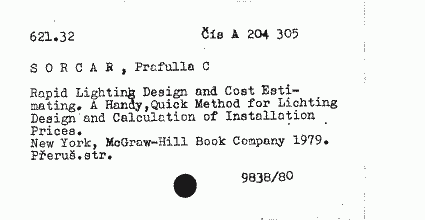 621.32 Čís A 204 305
S O R C A R , Prafulla C
Rapid Lighting Design and Cost Esti-
mating. A Handy,Quick Method for Lichting
Design and Calculation of Installation
Prices.
New York, McGraw-Hill Book Company 1979.
Přeruš.str.
9838/80